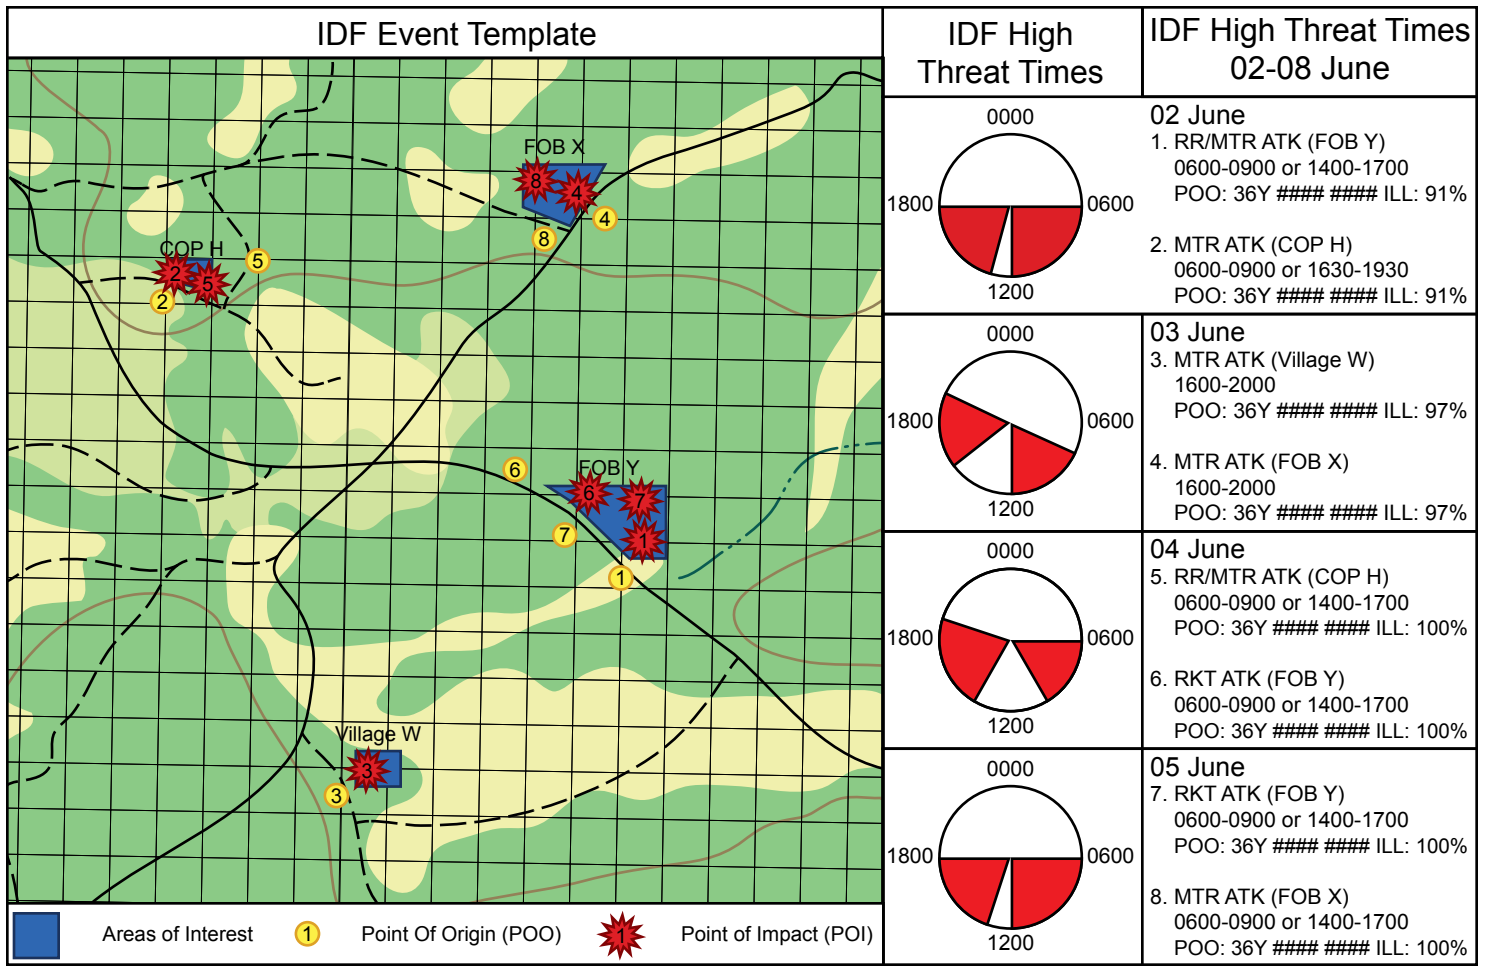 IDF Event Template
IDF High
Threat Times
IDF High Threat Times
02-08 June
FOB X
8
4
4
8
COP H
5
2
5
2
6
FOB Y
6
7
7
1
1
Village W
3
3
Areas of Interest
1
Point Of Origin (POO)
1
Point of Impact (POI)
0000
1800
0600
1200
02 June
1. RR/MTR ATK (FOB Y)
0600-0900 or 1400-1700
POO: 36Y #### #### ILL: 91%
2. MTR ATK (COP H)
0600-0900 or 1630-1930
POO: 36Y #### #### ILL: 91%
0000
1800
0600
1200
03 June
3. MTR ATK (Village W)
1600-2000
POO: 36Y #### #### ILL: 97%
4. MTR ATK (FOB X)
1600-2000
POO: 36Y #### #### ILL: 97%
0000
1800
0600
1200
04 June
5. RR/MTR ATK (COP H)
0600-0900 or 1400-1700
POO: 36Y #### #### ILL: 100%
6. RKT ATK (FOB Y)
0600-0900 or 1400-1700
POO: 36Y #### #### ILL: 100%
0000
1800
0600
1200
05 June
7. RKT ATK (FOB Y)
0600-0900 or 1400-1700
POO: 36Y #### #### ILL: 100%
8. MTR ATK (FOB X)
0600-0900 or 1400-1700
POO: 36Y #### #### ILL: 100%